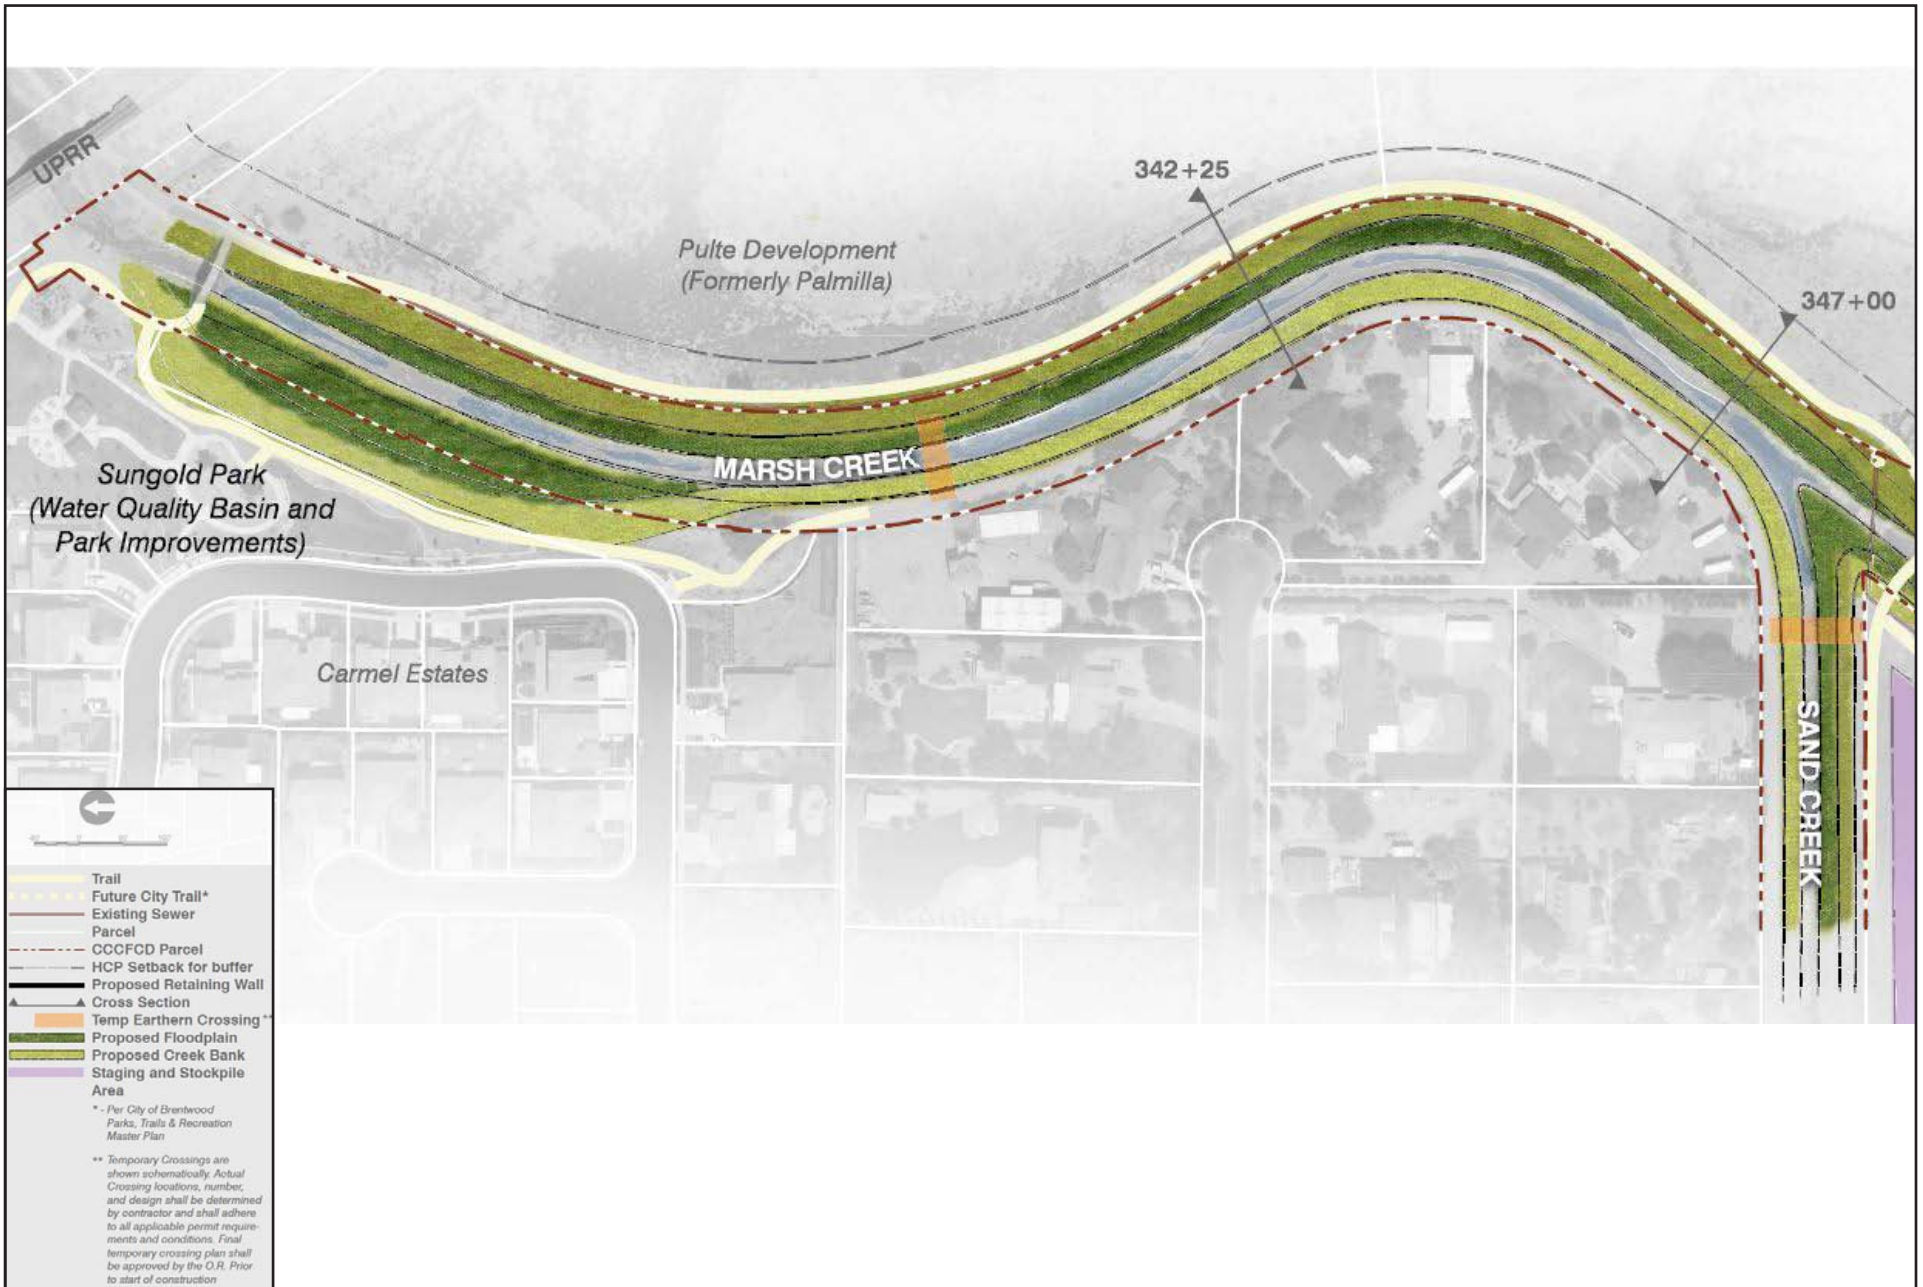 UPRR
342+25
Pulte Development
(Formerly Palmilla)
347+00
MARSH CREEK
Sungold Park
(Water Quality Basin and
Park Improvements)
Carmel Estates
SAND CREEK
Trail
Future City Trail*
Existing Sewer
Parcel
CCCFCD Parcel
HCP Setback for buffer
Proposed Retaining Wall
Cross Section
Temp Earthern Crossing**
Proposed Floodplain
Proposed Creek Bank
Staging and Stockpile
Area
* - Per City of Brentwood
Parks, Trails & Recreation
Master Plan
** Temporary Crossings are
shown schematically. Actual
Crossing locations, number,
and design shall be determined
by contractor and shall adhere
to all applicable permit require-
ments and conditions. Final
temporary crossing plan shall
be approved by the O.R. Prior
to start of construction